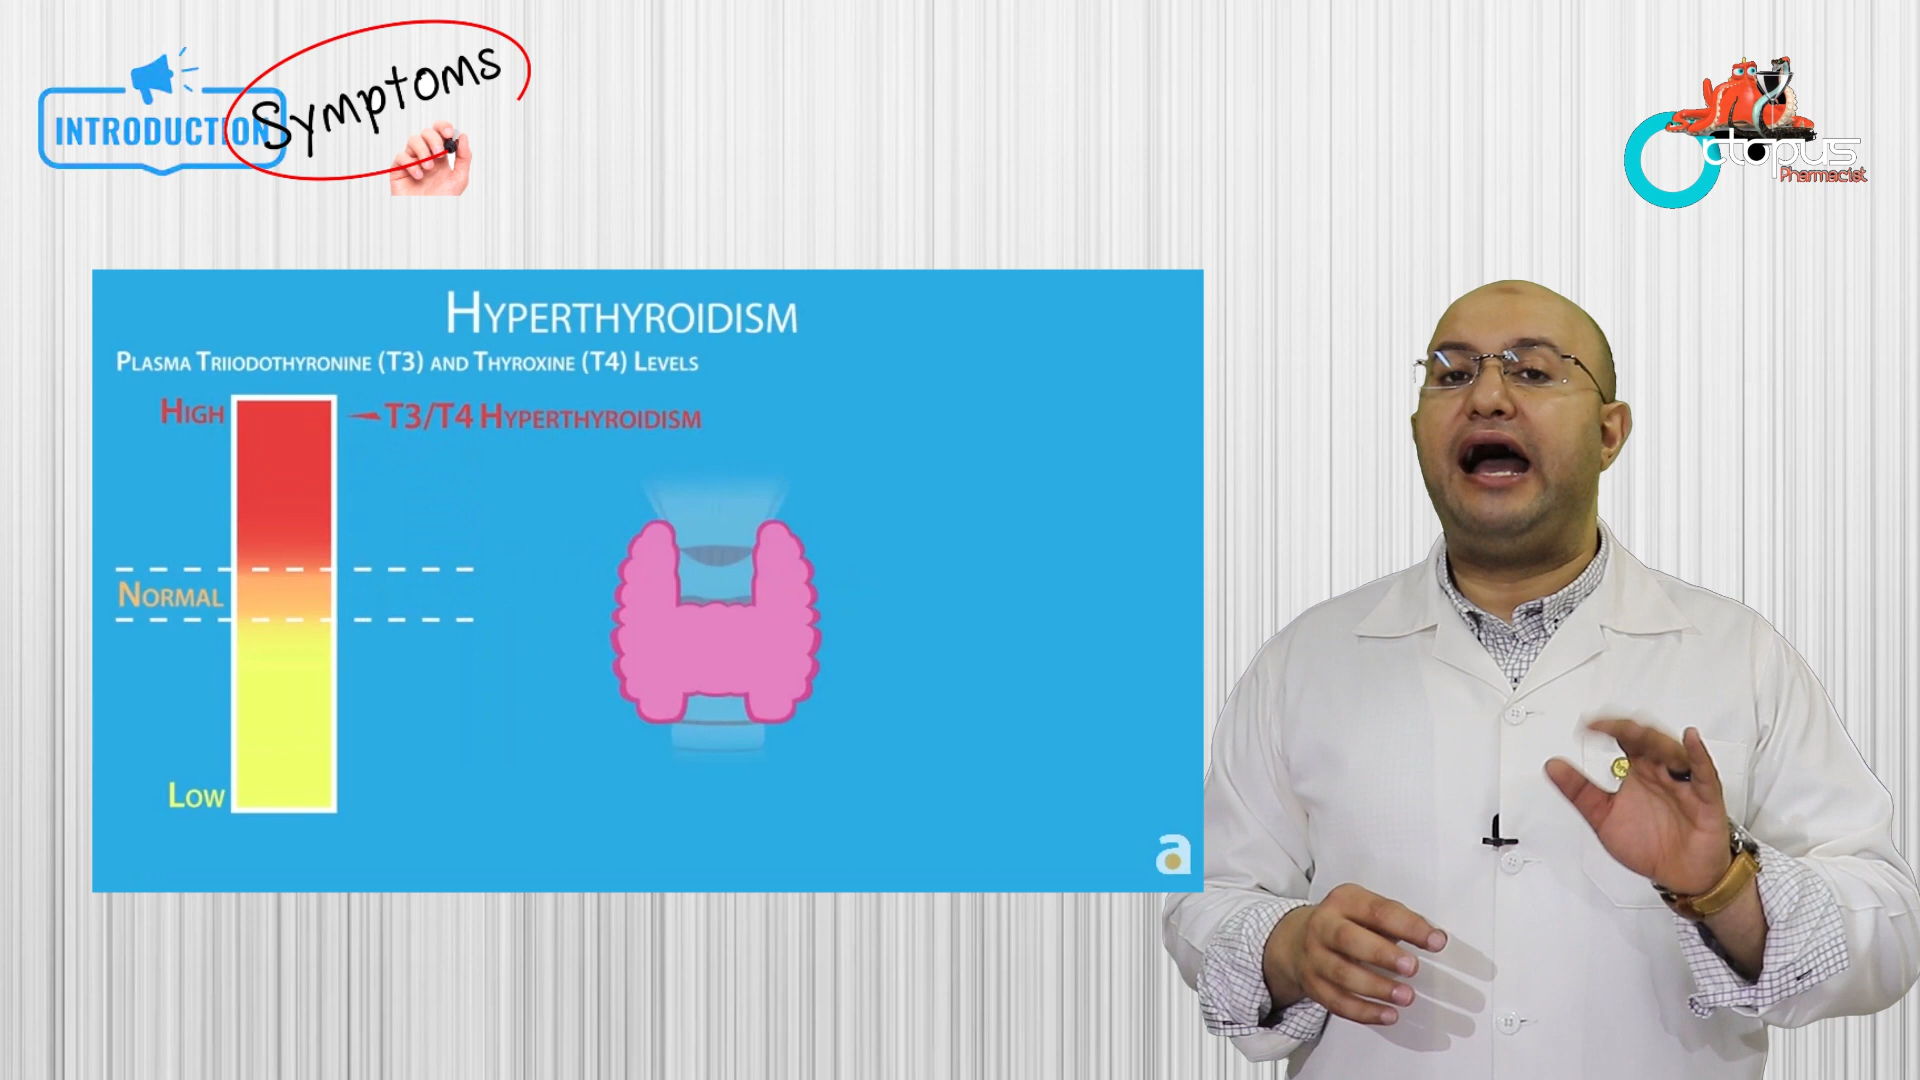 Symptoms
INTRODUCTION
Octopus
Pharmacist
HYPERTHYROIDISM
PLASMA TRIIODOTHYRONINE (T3) AND THYROXINE (T4) LEVELS
HIGH
T3/T4 HYPERTHYROIDISM
NORMAL
LOW
a